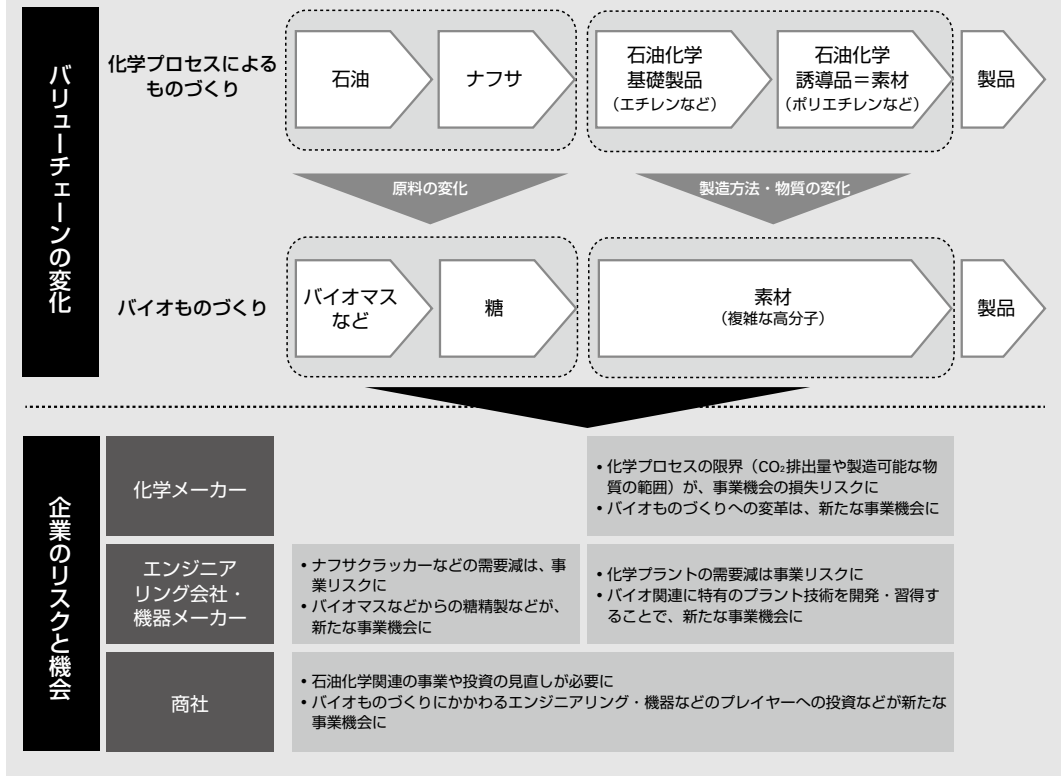 バリューチェーンの変化
化学プロセスによる
ものづくり
石油
ナフサ
石油化学
基礎製品
（エチレンなど）
石油化学
誘導品＝素材
（ポリエチレンなど）
製品
原料の変化
製造方法・物質の変化
バイオものづくり
バイオマス
など
糖
素材
（複雑な高分子）
製品
企業のリスクと機会
化学メーカー
• 化学プロセスの限界（CO₂排出量や製造可能な物
質の範囲）が、事業機会の損失リスクに
• バイオものづくりへの変革は、新たな事業機会に
エンジニア
リング会社・
機器メーカー
• ナフサクラッカーなどの需要減は、事
業リスクに
• バイオマスなどからの糖精製などが、
新たな事業機会に
• 化学プラントの需要減は事業リスクに
• バイオ関連に特有のプラント技術を開発・習得す
ることで、新たな事業機会に
商社
• 石油化学関連の事業や投資の見直しが必要に
• バイオものづくりにかかわるエンジニアリング・機器などのプレイヤーへの投資などが新たな
事業機会に